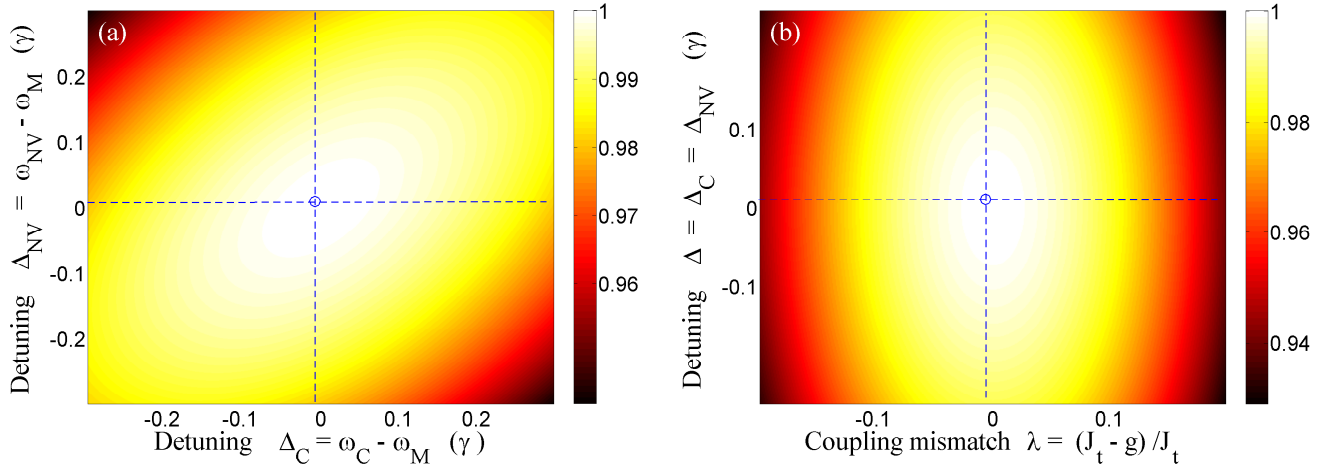 (a)
Detuning Δ_NV = ω_NV - ω_M (γ)
0.2
0.1
0
-0.1
-0.2
-0.2 -0.1 0 0.1 0.2
Detuning Δ_C = ω_C - ω_M (γ)
1
0.99
0.98
0.97
0.96
(b)
Detuning Δ = Δ_C = Δ_NV (γ)
0.1
0
-0.1
-0.1 0 0.1
Coupling mismatch λ = (J_t - g) /J_t
1
0.98
0.96
0.94